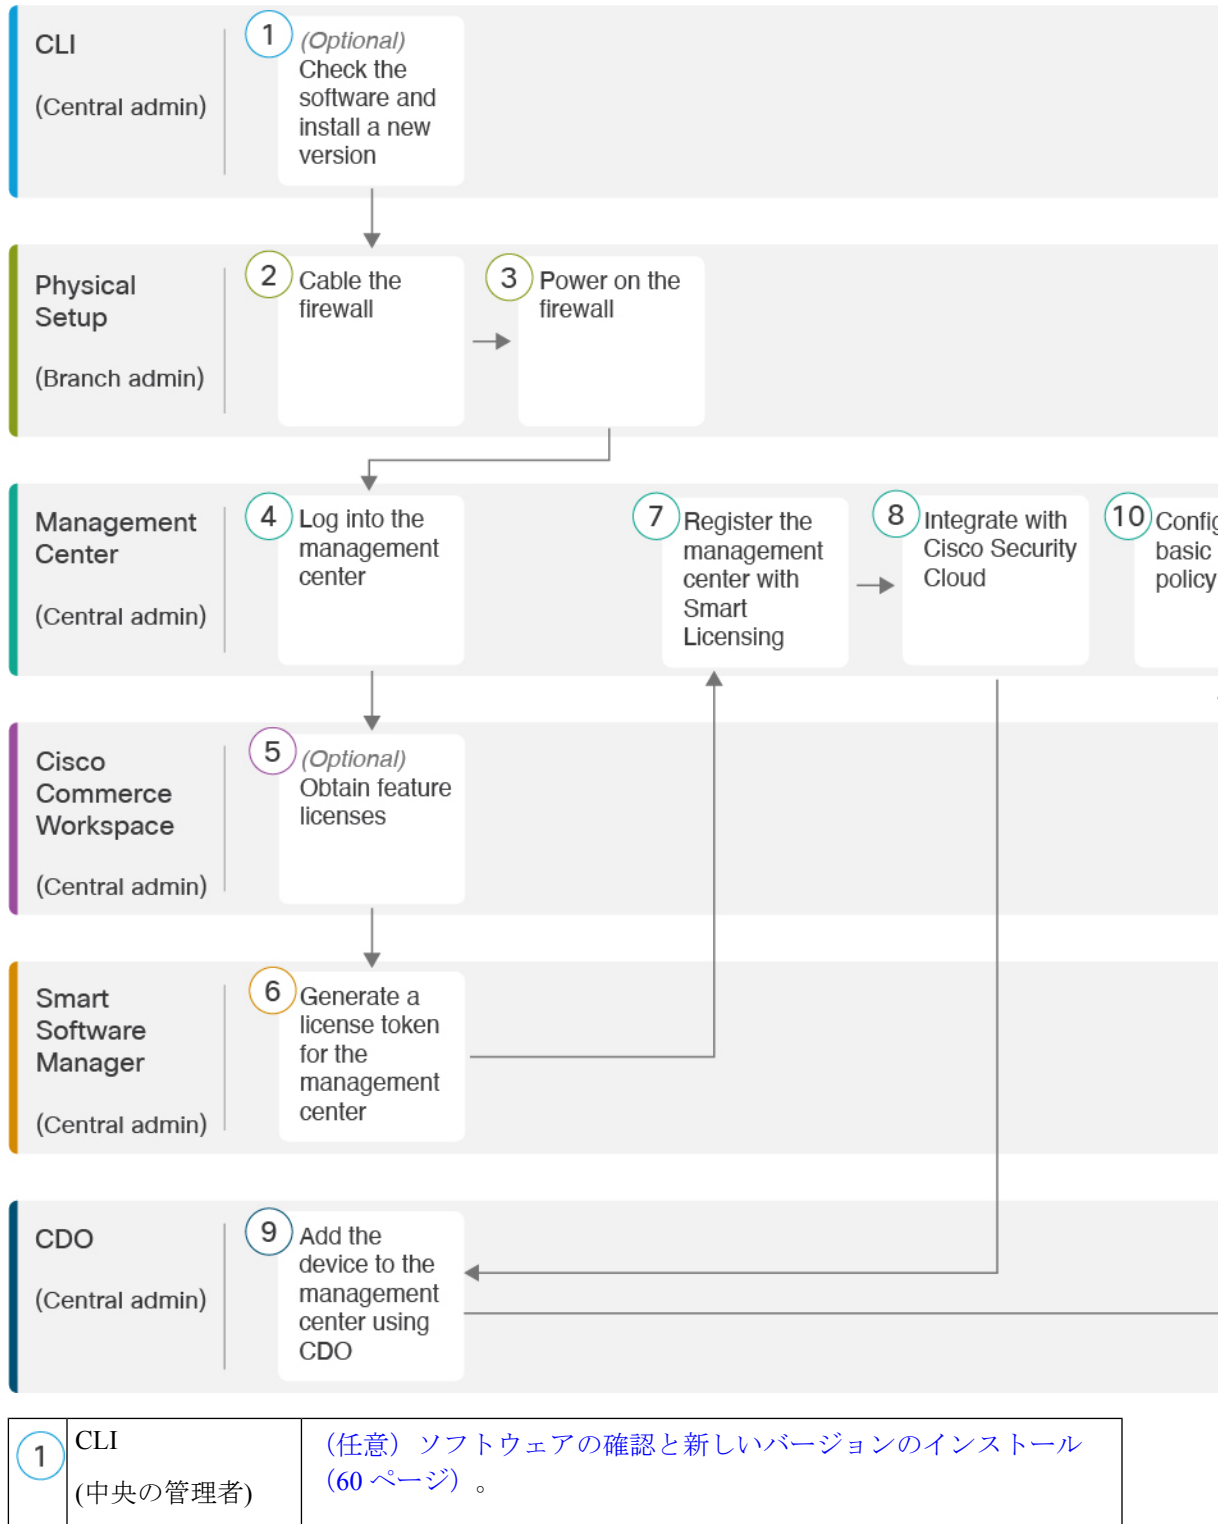 CLI
(Central admin)
1
(Optional)
Check the
software and
install a new
version
Physical
Setup
(Branch admin)
2
Cable the
firewall
3
Power on the
firewall
Management
Center
(Central admin)
4
Log into the
management
center
7
Register the
management
center with
Smart
Licensing
8
Integrate with
Cisco Security
Cloud
10
Config
basic
policy
Cisco
Commerce
Workspace
(Central admin)
5
(Optional)
Obtain feature
licenses
Smart
Software
Manager
(Central admin)
6
Generate a
license token
for the
management
center
CDO
(Central admin)
9
Add the
device to the
management
center using
CDO
1
CLI
(中央の管理者)
（任意）ソフトウェアの確認と新しいバージョンのインストール
（60 ページ）。